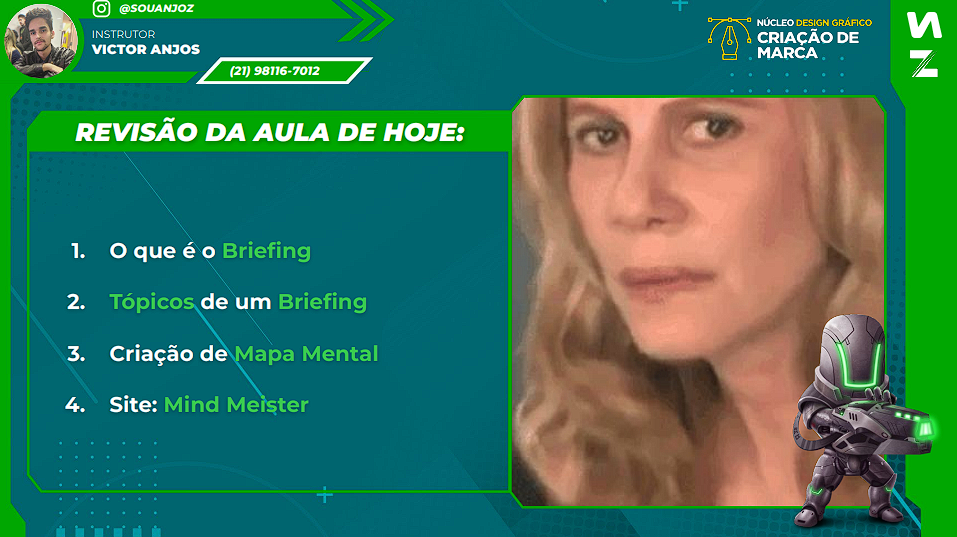 @SOUANJOZ
INSTRUTOR
VICTOR ANJOS
(21) 98116-7012
NÚCLEO DESIGN GRÁFICO
CRIAÇÃO DE
MARCA
REVISÃO DA AULA DE HOJE:
1. O que é o Briefing
2. Tópicos de um Briefing
3. Criação de Mapa Mental
4. Site: Mind Meister